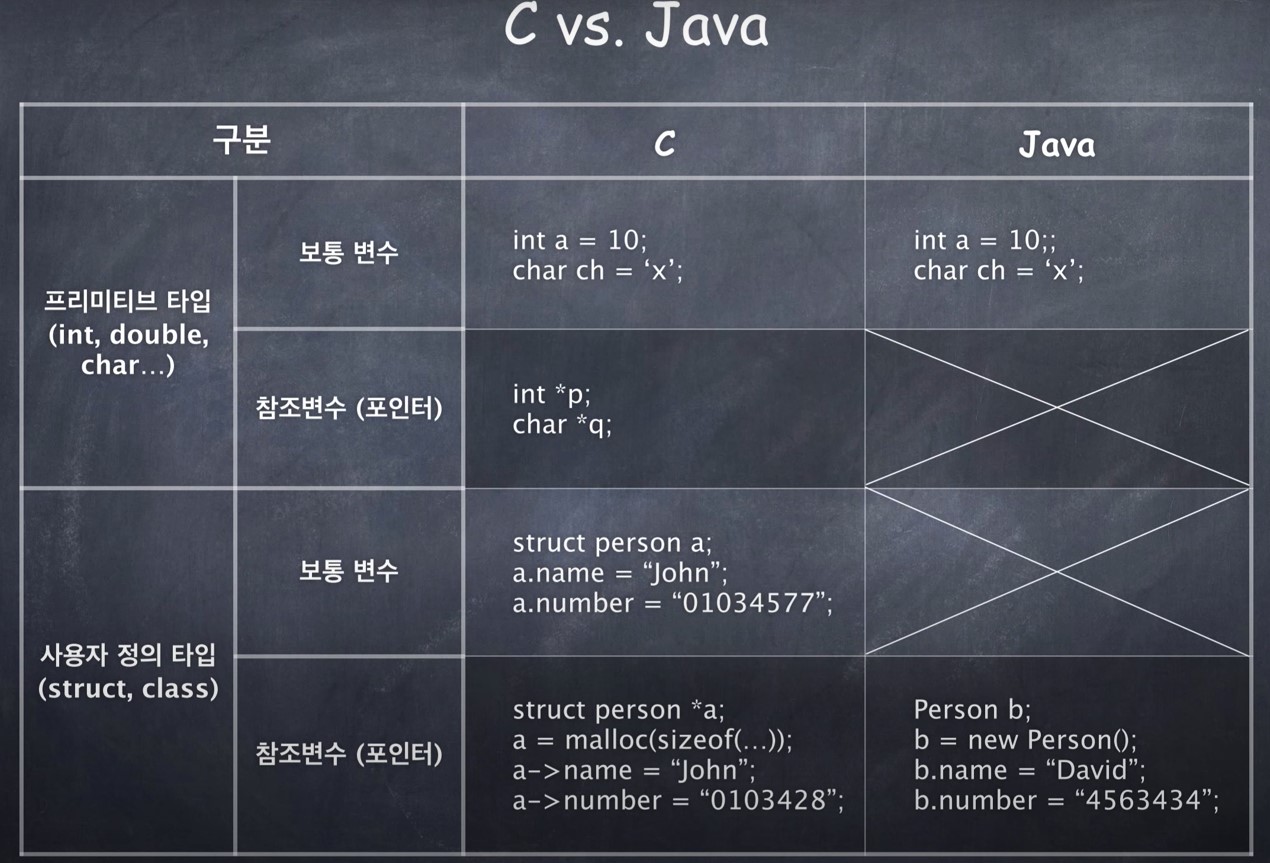 C vs. Java
구분
C
Java
프리미티브 타입
(int, double,
char...)
보통 변수
int a = 10;
char ch = ‘x’;
int a = 10;;
char ch = ‘x’;
참조변수 (포인터)
int *p;
char *q;
사용자 정의 타입
(struct, class)
보통 변수
struct person a;
a.name = “John”;
a.number = “01034577”;
참조변수 (포인터)
struct person *a;
a = malloc(sizeof(...));
a->name = “John”;
a->number = “0103428”;
Person b;
b = new Person();
b.name = “David”;
b.number = “4563434”;